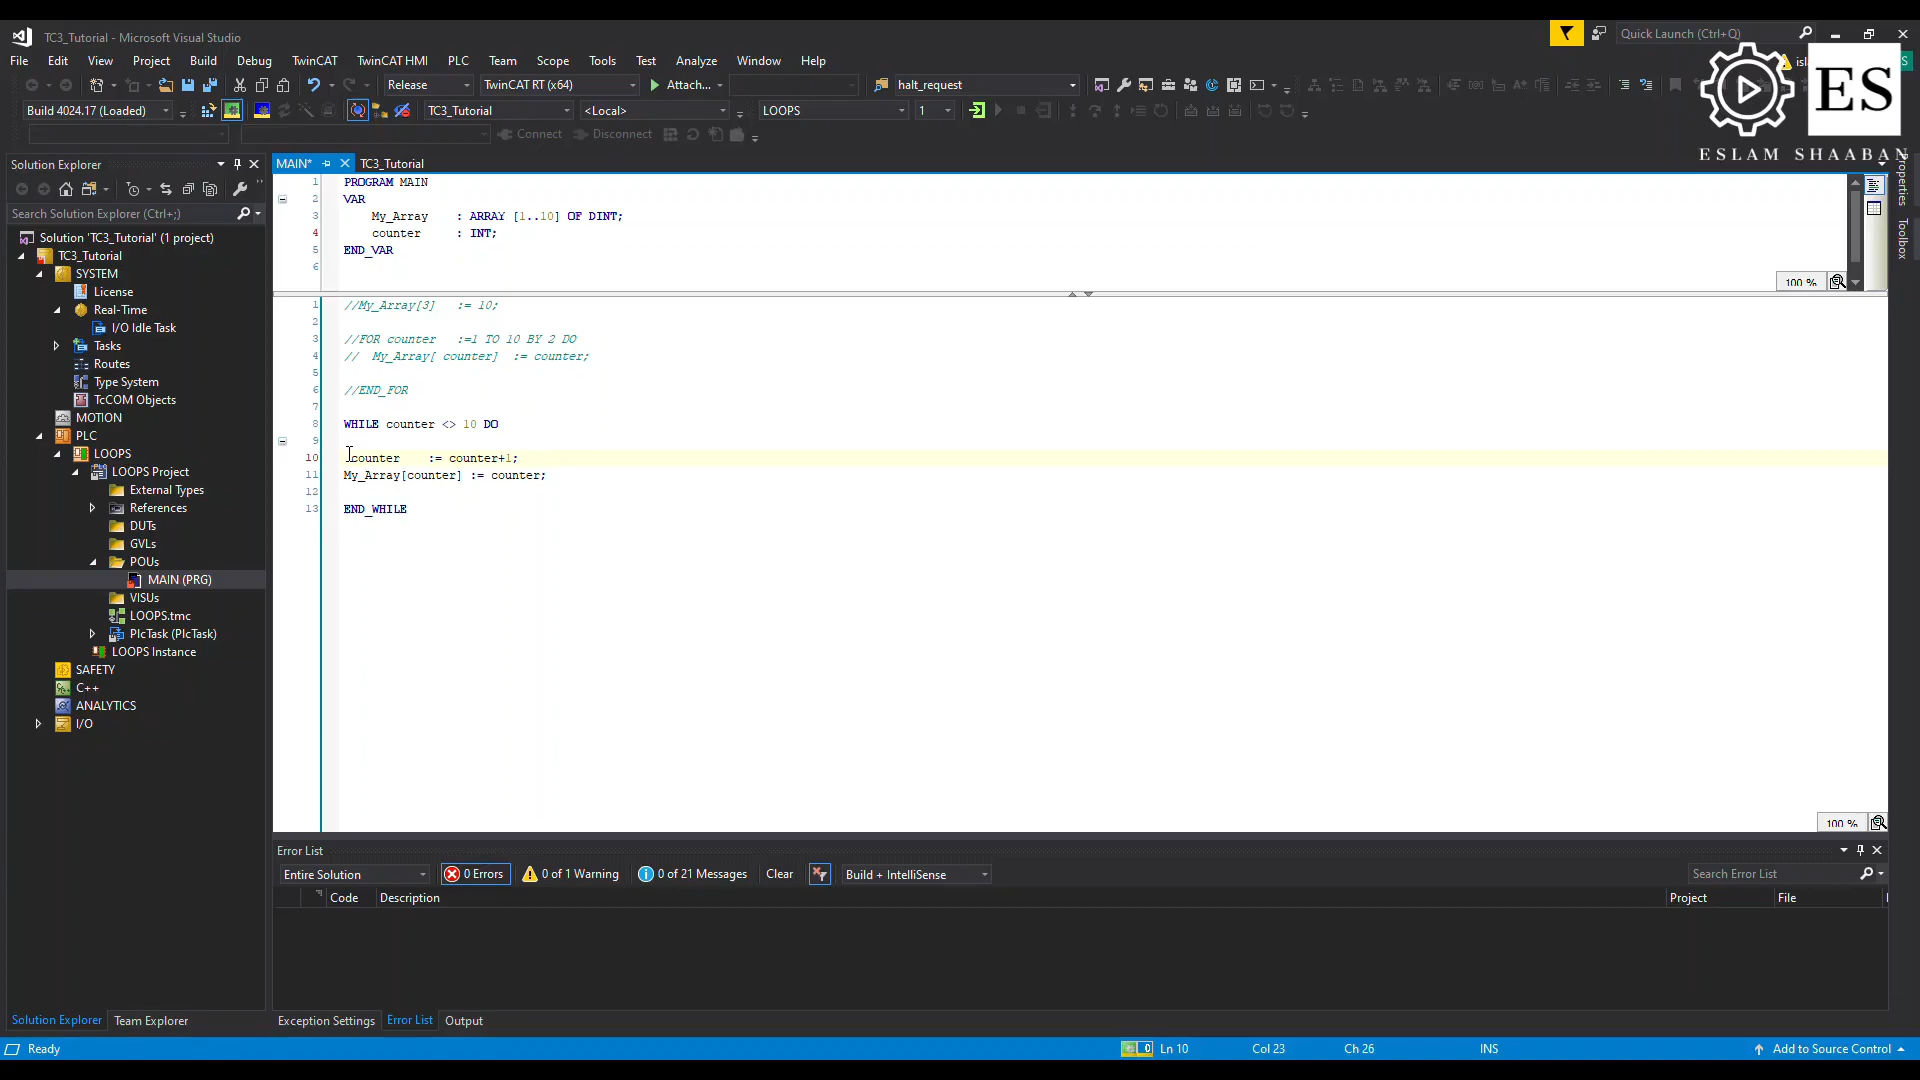 TC3_Tutorial - Microsoft Visual Studio
Quick Launch (Ctrl+Q)
File Edit View Project Build Debug TwinCAT TwinCAT HMI PLC Team Scope Tools Test Analyze Window Help
ES
Release TwinCAT RT (x64) Attach... halt_request
Build 4024.17 (Loaded) TC3_Tutorial <Local> LOOPS 1
Connect Disconnect
ESLAM SHAABAN
Solution Explorer
MAIN* TC3_Tutorial
Properties
Toolbox
Search Solution Explorer (Ctrl+;)
Solution 'TC3_Tutorial' (1 project)
TC3_Tutorial
SYSTEM
License
Real-Time
I/O Idle Task
Tasks
Routes
Type System
TcCOM Objects
MOTION
PLC
LOOPS
LOOPS Project
External Types
References
DUTs
GVLs
POUs
MAIN (PRG)
VISUs
LOOPS.tmc
PlcTask (PlcTask)
LOOPS Instance
SAFETY
C++
ANALYTICS
I/O
1 PROGRAM MAIN
2 VAR
3 My_Array : ARRAY [1..10] OF DINT;
4 counter : INT;
5 END_VAR
6
100 %
1 //My_Array[3] := 10;
2
3 //FOR counter :=1 TO 10 BY 2 DO
4 // My_Array[ counter] := counter;
5
6 //END_FOR
7
8 WHILE counter <> 10 DO
9
10 counter := counter+1;
11 My_Array[counter] := counter;
12
13 END_WHILE
100 %
Error List
Entire Solution 0 Errors 0 of 1 Warning 0 of 21 Messages Clear Build + IntelliSense Search Error List
Code Description Project File
Solution Explorer Team Explorer Exception Settings Error List Output
Ready 0 Ln 10 Col 23 Ch 26 INS Add to Source Control